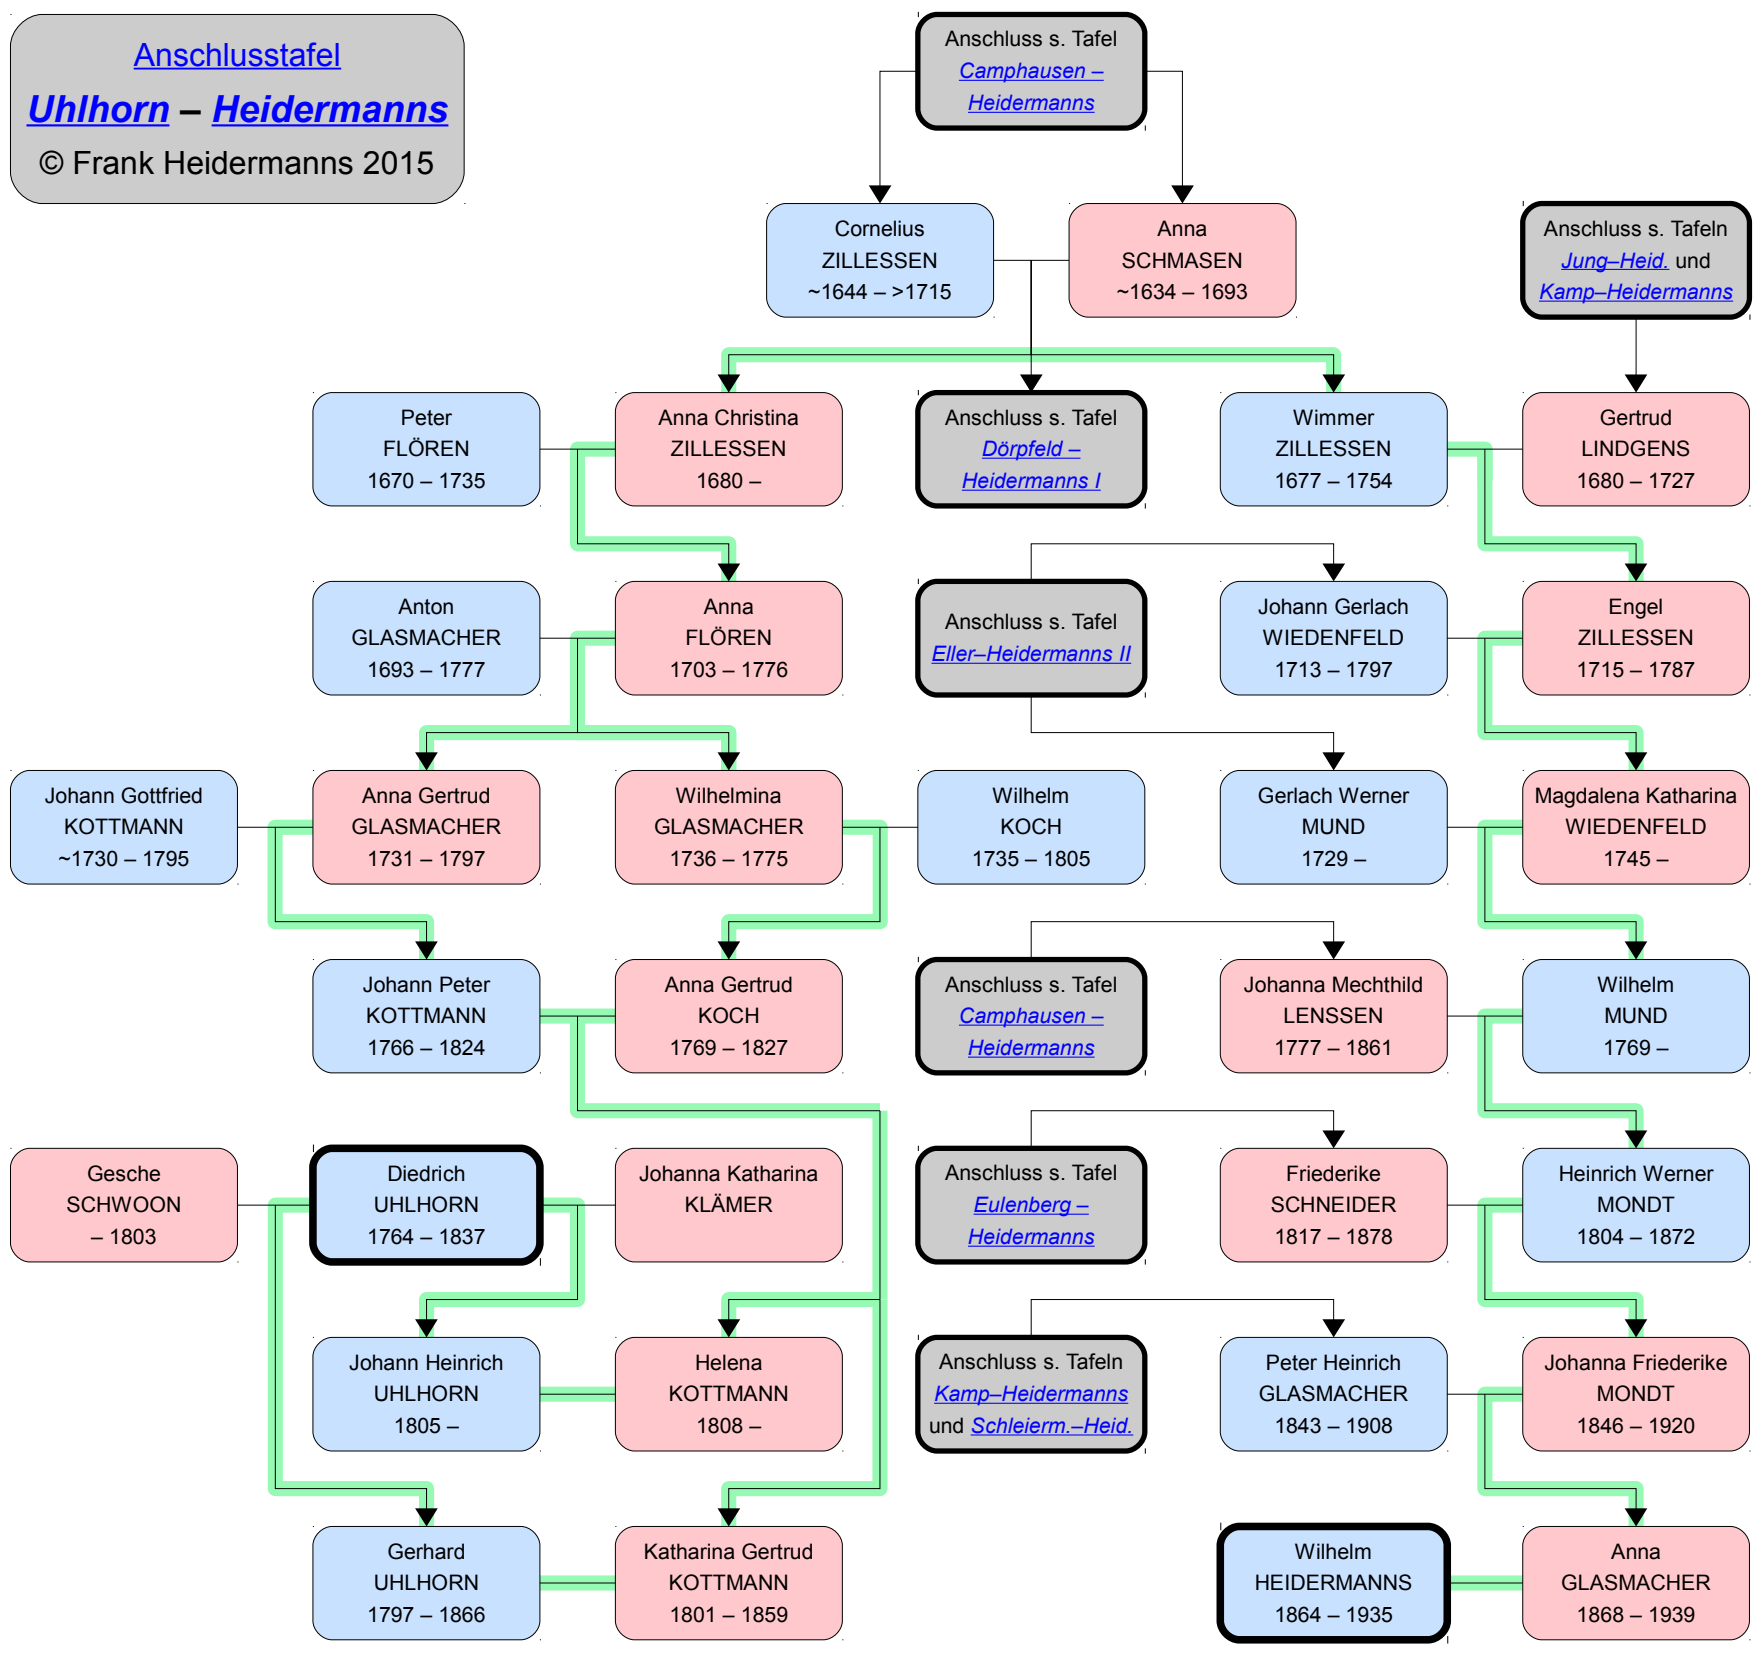 Anschlusstafel
Uhlhorn – Heidermanns
© Frank Heidermanns 2015
Anschluss s. Tafel
Camphausen –
Heidermanns
Cornelius
ZILLESSEN
~1644 – >1715
Anna
SCHMASEN
~1634 – 1693
Anschluss s. Tafeln
Jung–Heid. und
Kamp–Heidermanns
Peter
FLÖREN
1670 – 1735
Anna Christina
ZILLESSEN
1680 –
Anschluss s. Tafel
Dörpfeld –
Heidermanns I
Wimmer
ZILLESSEN
1677 – 1754
Gertrud
LINDGENS
1680 – 1727
Anton
GLASMACHER
1693 – 1777
Anna
FLÖREN
1703 – 1776
Anschluss s. Tafel
Eller–Heidermanns II
Johann Gerlach
WIEDENFELD
1713 – 1797
Engel
ZILLESSEN
1715 – 1787
Johann Gottfried
KOTTMANN
~1730 – 1795
Anna Gertrud
GLASMACHER
1731 – 1797
Wilhelmina
GLASMACHER
1736 – 1775
Wilhelm
KOCH
1735 – 1805
Gerlach Werner
MUND
1729 –
Magdalena Katharina
WIEDENFELD
1745 –
Johann Peter
KOTTMANN
1766 – 1824
Anna Gertrud
KOCH
1769 – 1827
Anschluss s. Tafel
Camphausen –
Heidermanns
Johanna Mechthild
LENSSEN
1777 – 1861
Wilhelm
MUND
1769 –
Gesche
SCHWOON
– 1803
Diedrich
UHLHORN
1764 – 1837
Johanna Katharina
KLÄMER
Anschluss s. Tafel
Eulenberg –
Heidermanns
Friederike
SCHNEIDER
1817 – 1878
Heinrich Werner
MONDT
1804 – 1872
Johann Heinrich
UHLHORN
1805 –
Helena
KOTTMANN
1808 –
Anschluss s. Tafeln
Kamp–Heidermanns
und Schleierm.–Heid.
Peter Heinrich
GLASMACHER
1843 – 1908
Johanna Friederike
MONDT
1846 – 1920
Gerhard
UHLHORN
1797 – 1866
Katharina Gertrud
KOTTMANN
1801 – 1859
Wilhelm
HEIDERMANNS
1864 – 1935
Anna
GLASMACHER
1868 – 1939